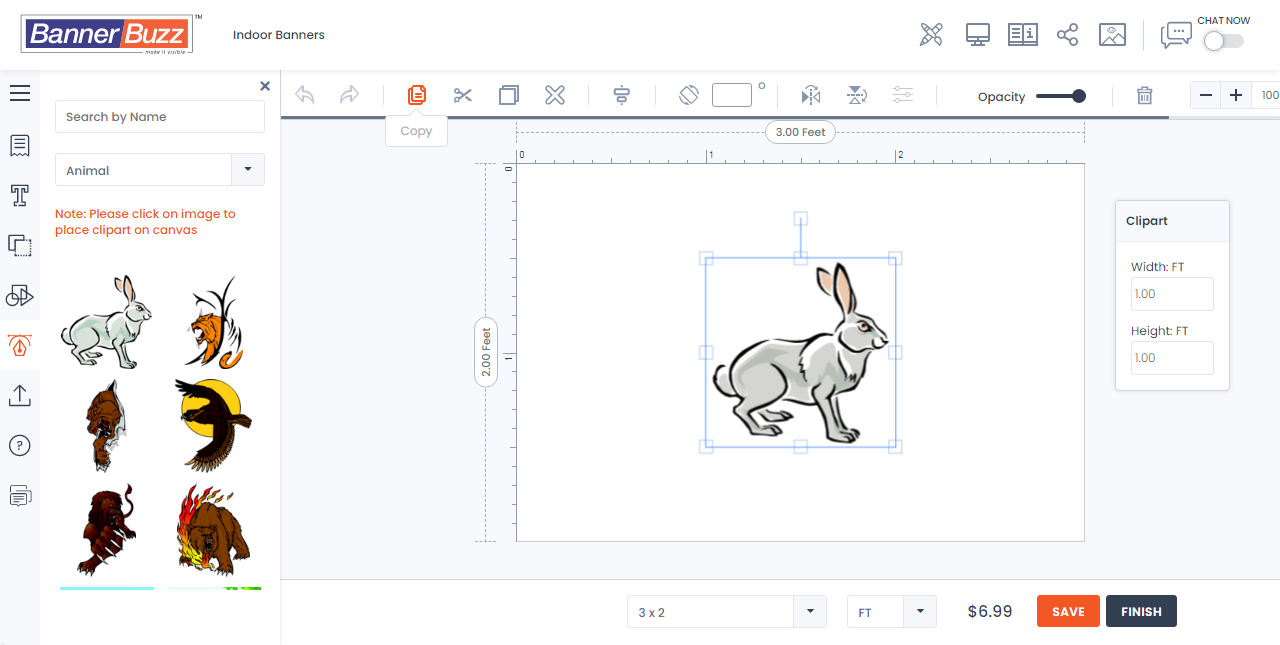 BannerBuzz™
make it visible
Indoor Banners
CHAT NOW
Search by Name
Animal
Note: Please click on image to
place clipart on canvas
Copy
Opacity
100
3.00 Feet
0
1
2
0
1
2.00 Feet
Clipart
Width: FT
1.00
Height: FT
1.00
3 x 2
FT
$6.99
SAVE
FINISH